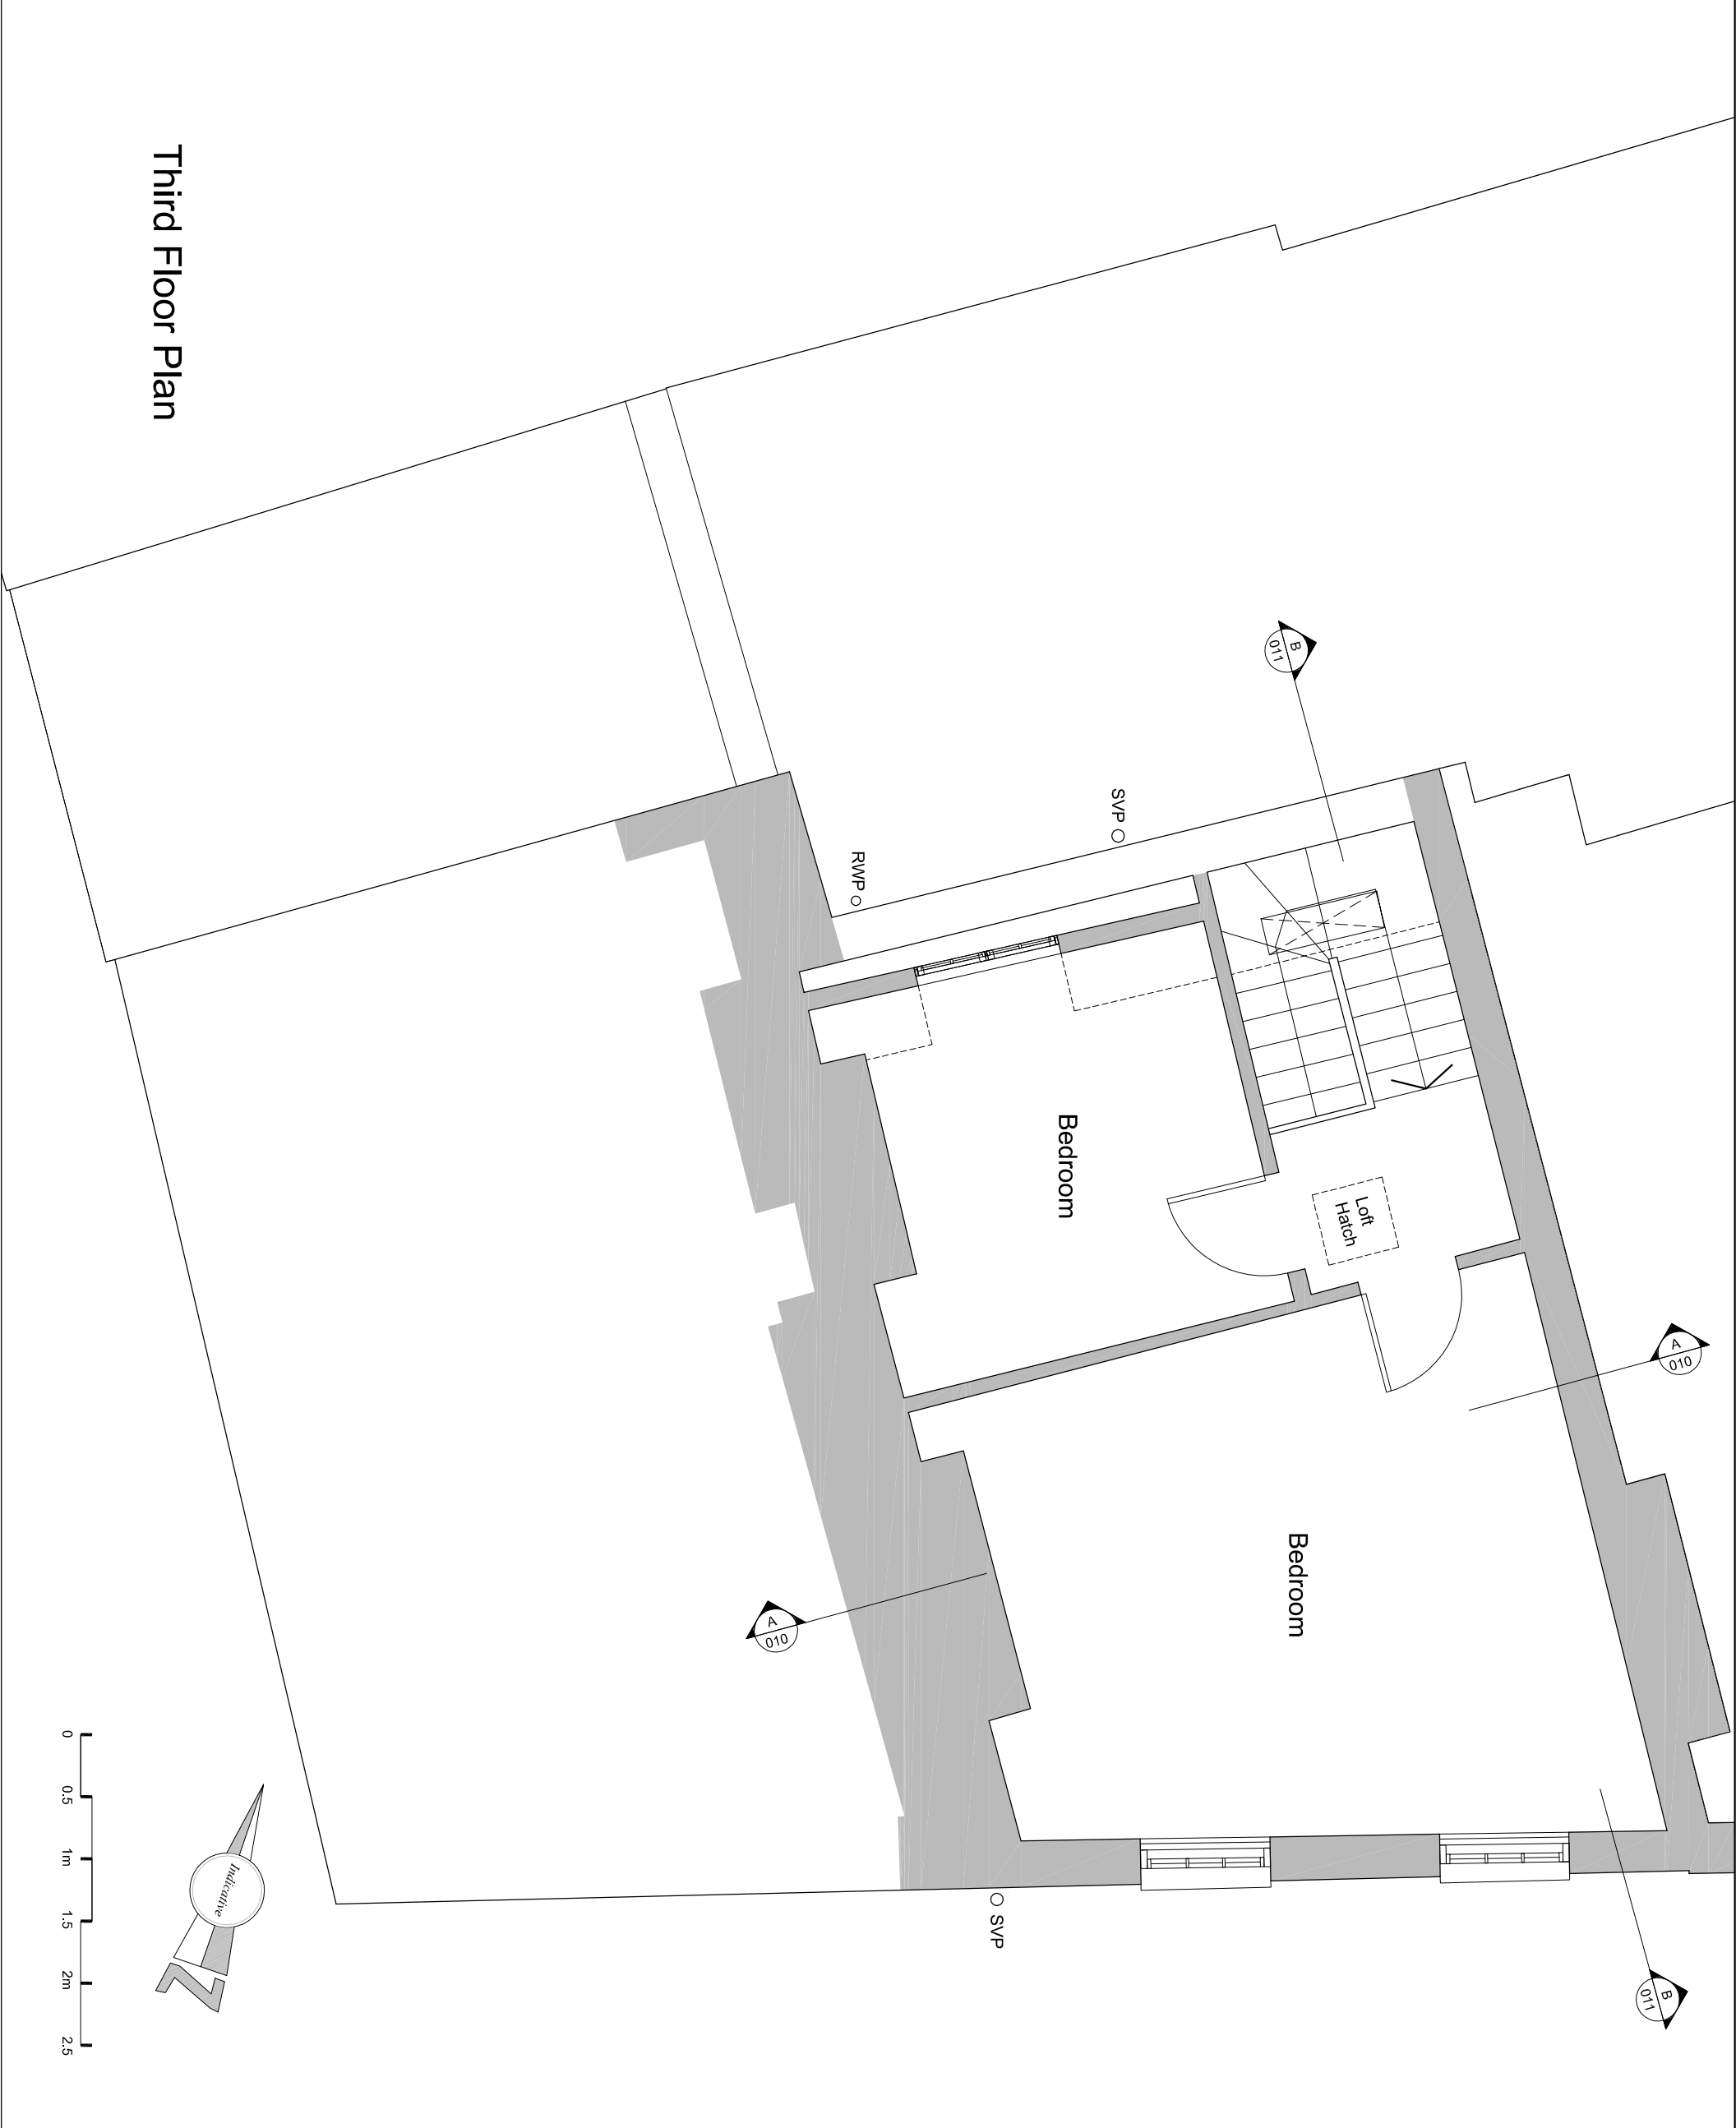 Third Floor Plan
B
011
SVP
RWP
Bedroom
Loft
Hatch
A
010
Bedroom
A
010
SVP
B
011
Indicative
N
0
0.5
1m
1.5
2m
2.5